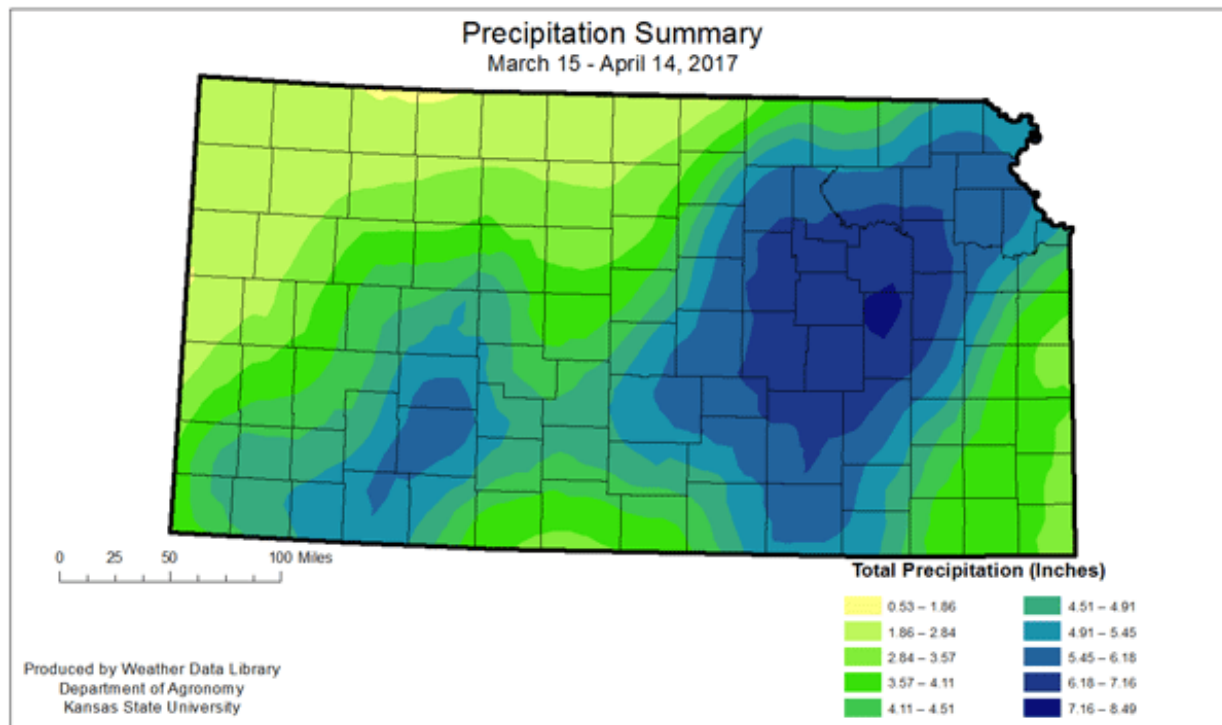 Precipitation Summary
March 15 - April 14, 2017
0 25 50 100 Miles
Total Precipitation (Inches)
0.53 – 1.86
1.86 – 2.84
2.84 – 3.57
3.57 – 4.11
4.11 – 4.51
4.51 – 4.91
4.91 – 5.45
5.45 – 6.18
6.18 – 7.16
7.16 – 8.49
Produced by Weather Data Library
Department of Agronomy
Kansas State University